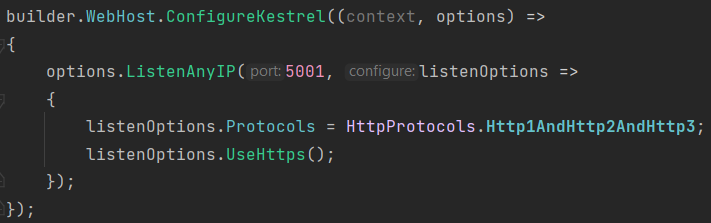 builder.WebHost.ConfigureKestrel((context, options) =>
{
    options.ListenAnyIP( port: 5001, configure: listenOptions =>
    {
        listenOptions.Protocols = HttpProtocols.Http1AndHttp2AndHttp3;
        listenOptions.UseHttps();
    });
});